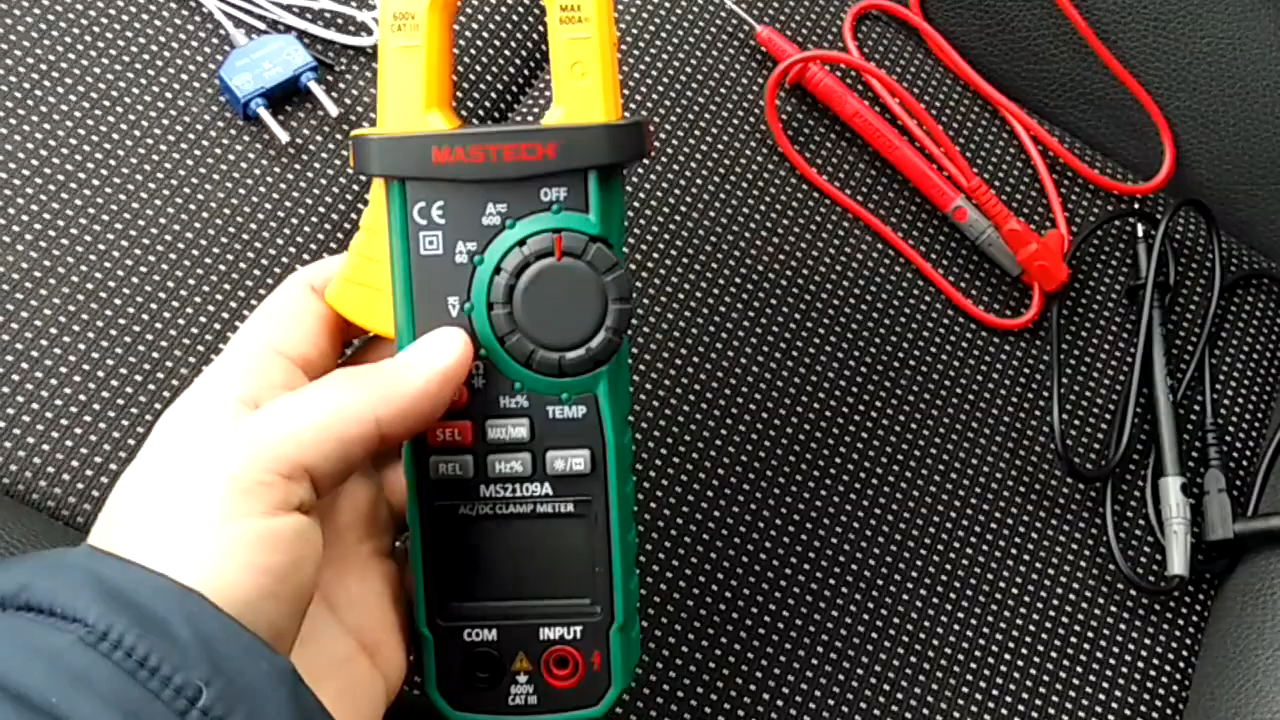 600V
CAT III
MAX
600A
MASTECH
OFF
CE
A
600
A
60
V
Ω
Hz%
TEMP
SEL
MAX/MIN
REL
Hz%
MS2109A
AC/DC CLAMP METER
COM
INPUT
600V
CAT III